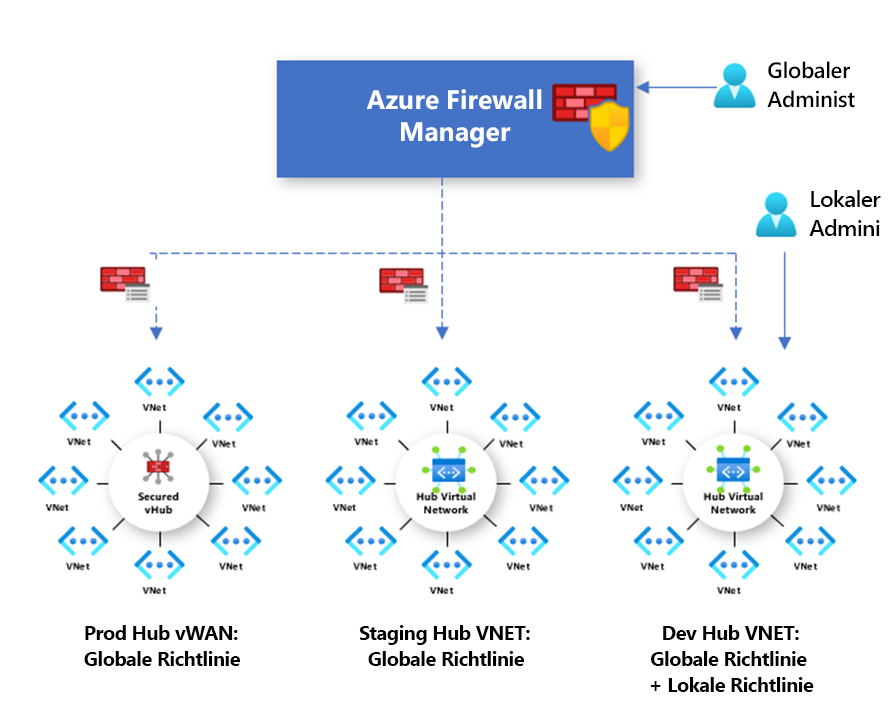 Azure Firewall
Manager
Globaler
Administ
Lokaler
Admini
VNet
VNet
VNet
VNet
VNet
VNet
VNet
VNet
Secured
vHub
VNet
VNet
VNet
VNet
VNet
VNet
VNet
VNet
Hub Virtual
Network
VNet
VNet
VNet
VNet
VNet
VNet
VNet
VNet
Hub Virtual
Network
Prod Hub vWAN:
Globale Richtlinie
Staging Hub VNET:
Globale Richtlinie
Dev Hub VNET:
Globale Richtlinie
+ Lokale Richtlinie